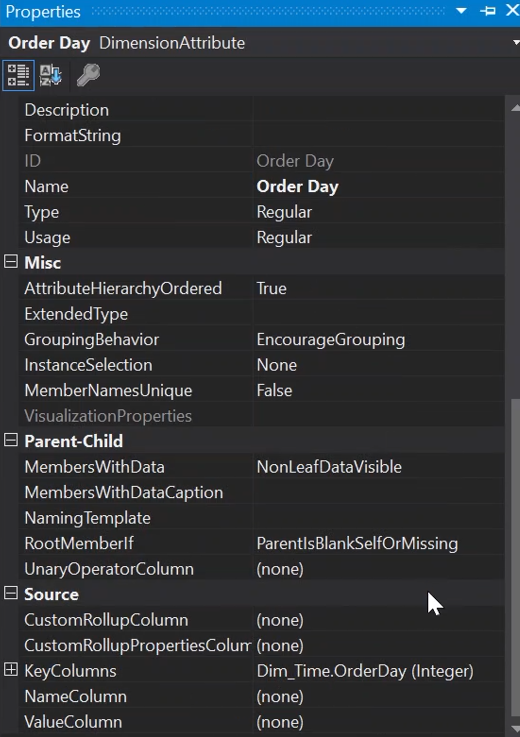 Properties
Order Day DimensionAttribute
Description
FormatString
ID Order Day
Name Order Day
Type Regular
Usage Regular
Misc
AttributeHierarchyOrdered True
ExtendedType
GroupingBehavior EncourageGrouping
InstanceSelection None
MemberNamesUnique False
VisualizationProperties
Parent-Child
MembersWithData NonLeafDataVisible
MembersWithDataCaption
NamingTemplate
RootMemberIf ParentIsBlankSelfOrMissing
UnaryOperatorColumn (none)
Source
CustomRollupColumn (none)
CustomRollupPropertiesColum (none)
KeyColumns Dim_Time.OrderDay (Integer)
NameColumn (none)
ValueColumn (none)